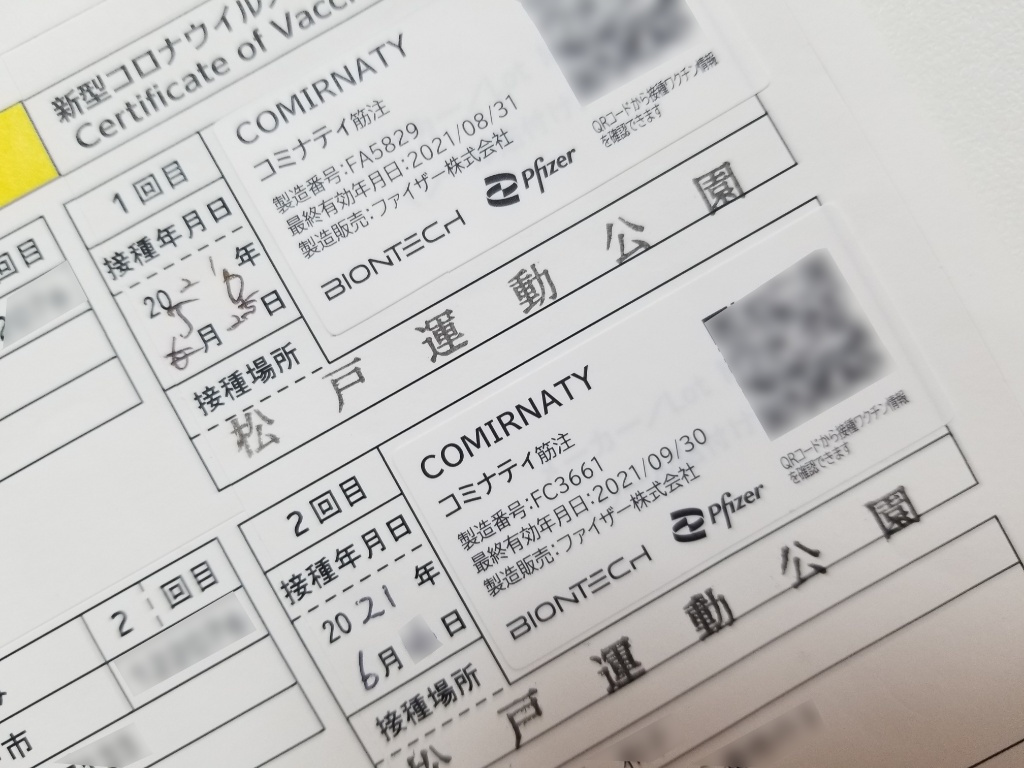 新型コロナウイルス
Certificate of Vacc
1回目
COMIRNATY
コミナティ筋注
製造番号:FA5829
最終有効年月日:2021/08/31
製造販売:ファイザー株式会社
BIONTECH
Pfizer
QRコードから接種ワクチン情報
を確認できます
接種年月日
2021年
月 日
接種場所
松戸運動公園
回目
2回目
COMIRNATY
コミナティ筋注
製造番号:FC3661
最終有効年月日:2021/09/30
製造販売:ファイザー株式会社
BIONTECH
Pfizer
QRコードから接種ワクチン情報
を確認できます
接種年月日
2021年
6月 日
接種場所
松戸運動公園
2回目
市